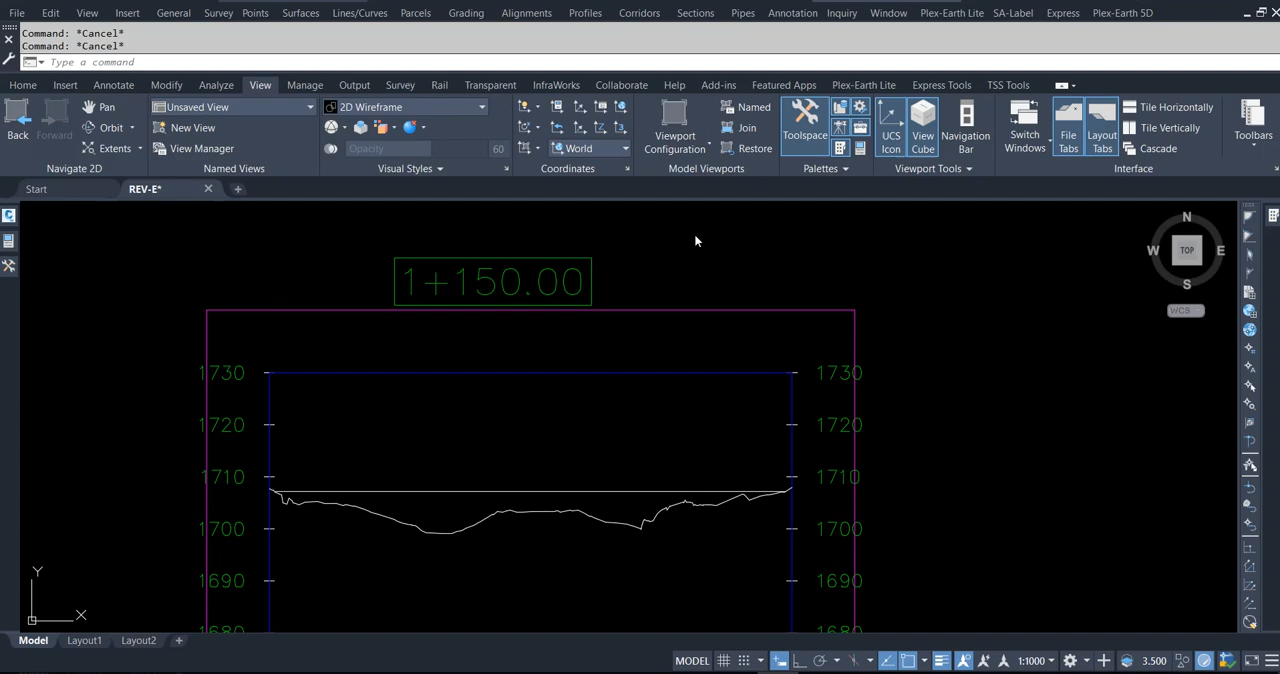 File Edit View Insert General Survey Points Surfaces Lines/Curves Parcels Grading Alignments Profiles Corridors Sections Pipes Annotation Inquiry Window Plex-Earth Lite SA-Label Express Plex-Earth 5D
Command: *Cancel*
Command: *Cancel*
Type a command
Home Insert Annotate Modify Analyze View Manage Output Survey Rail Transparent InfraWorks Collaborate Help Add-ins Featured Apps Plex-Earth Lite Express Tools TSS Tools
Back Forward
Pan
Orbit
Extents
Navigate 2D
Unsaved View
New View
View Manager
Named Views
2D Wireframe
Opacity 60
Visual Styles
World
Coordinates
Viewport
Configuration
Named
Join
Restore
Model Viewports
Toolspace
Palettes
UCS
Icon
View
Cube
Navigation
Bar
Viewport Tools
Switch
Windows
File
Tabs
Layout
Tabs
Tile Horizontally
Tile Vertically
Cascade
Interface
Toolbars
Start REV-E*
N
W TOP E
S
WCS
1+150.00
1730 1730
1720 1720
1710 1710
1700 1700
1690 1690
1680 1680
Y
X
Model Layout1 Layout2
MODEL 1:1000 3.500